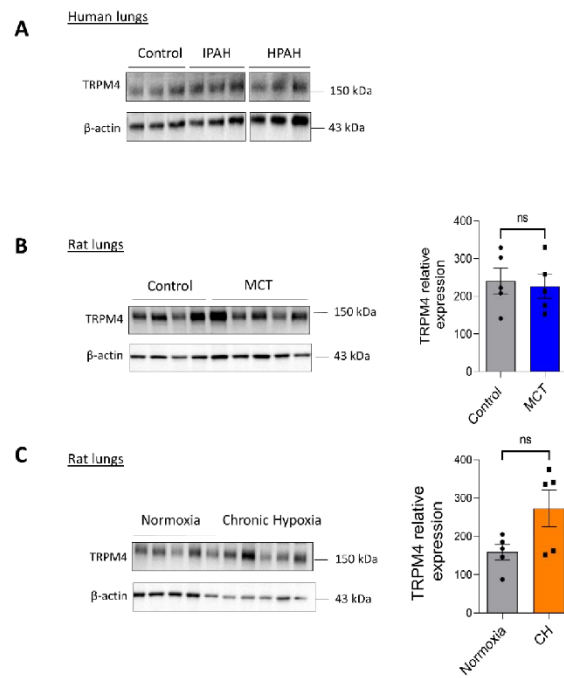 A
Human lungs
Control IPAH HPAH
TRPM4
150 kDa
β-actin
43 kDa
B
Rat lungs
Control MCT
TRPM4
150 kDa
β-actin
43 kDa
ns
TRPM4 relative
expression
400
300
200
100
0
Control
MCT
C
Rat lungs
Normoxia Chronic Hypoxia
TRPM4
150 kDa
β-actin
43 kDa
ns
TRPM4 relative
expression
400
300
200
100
0
Normoxia
CH